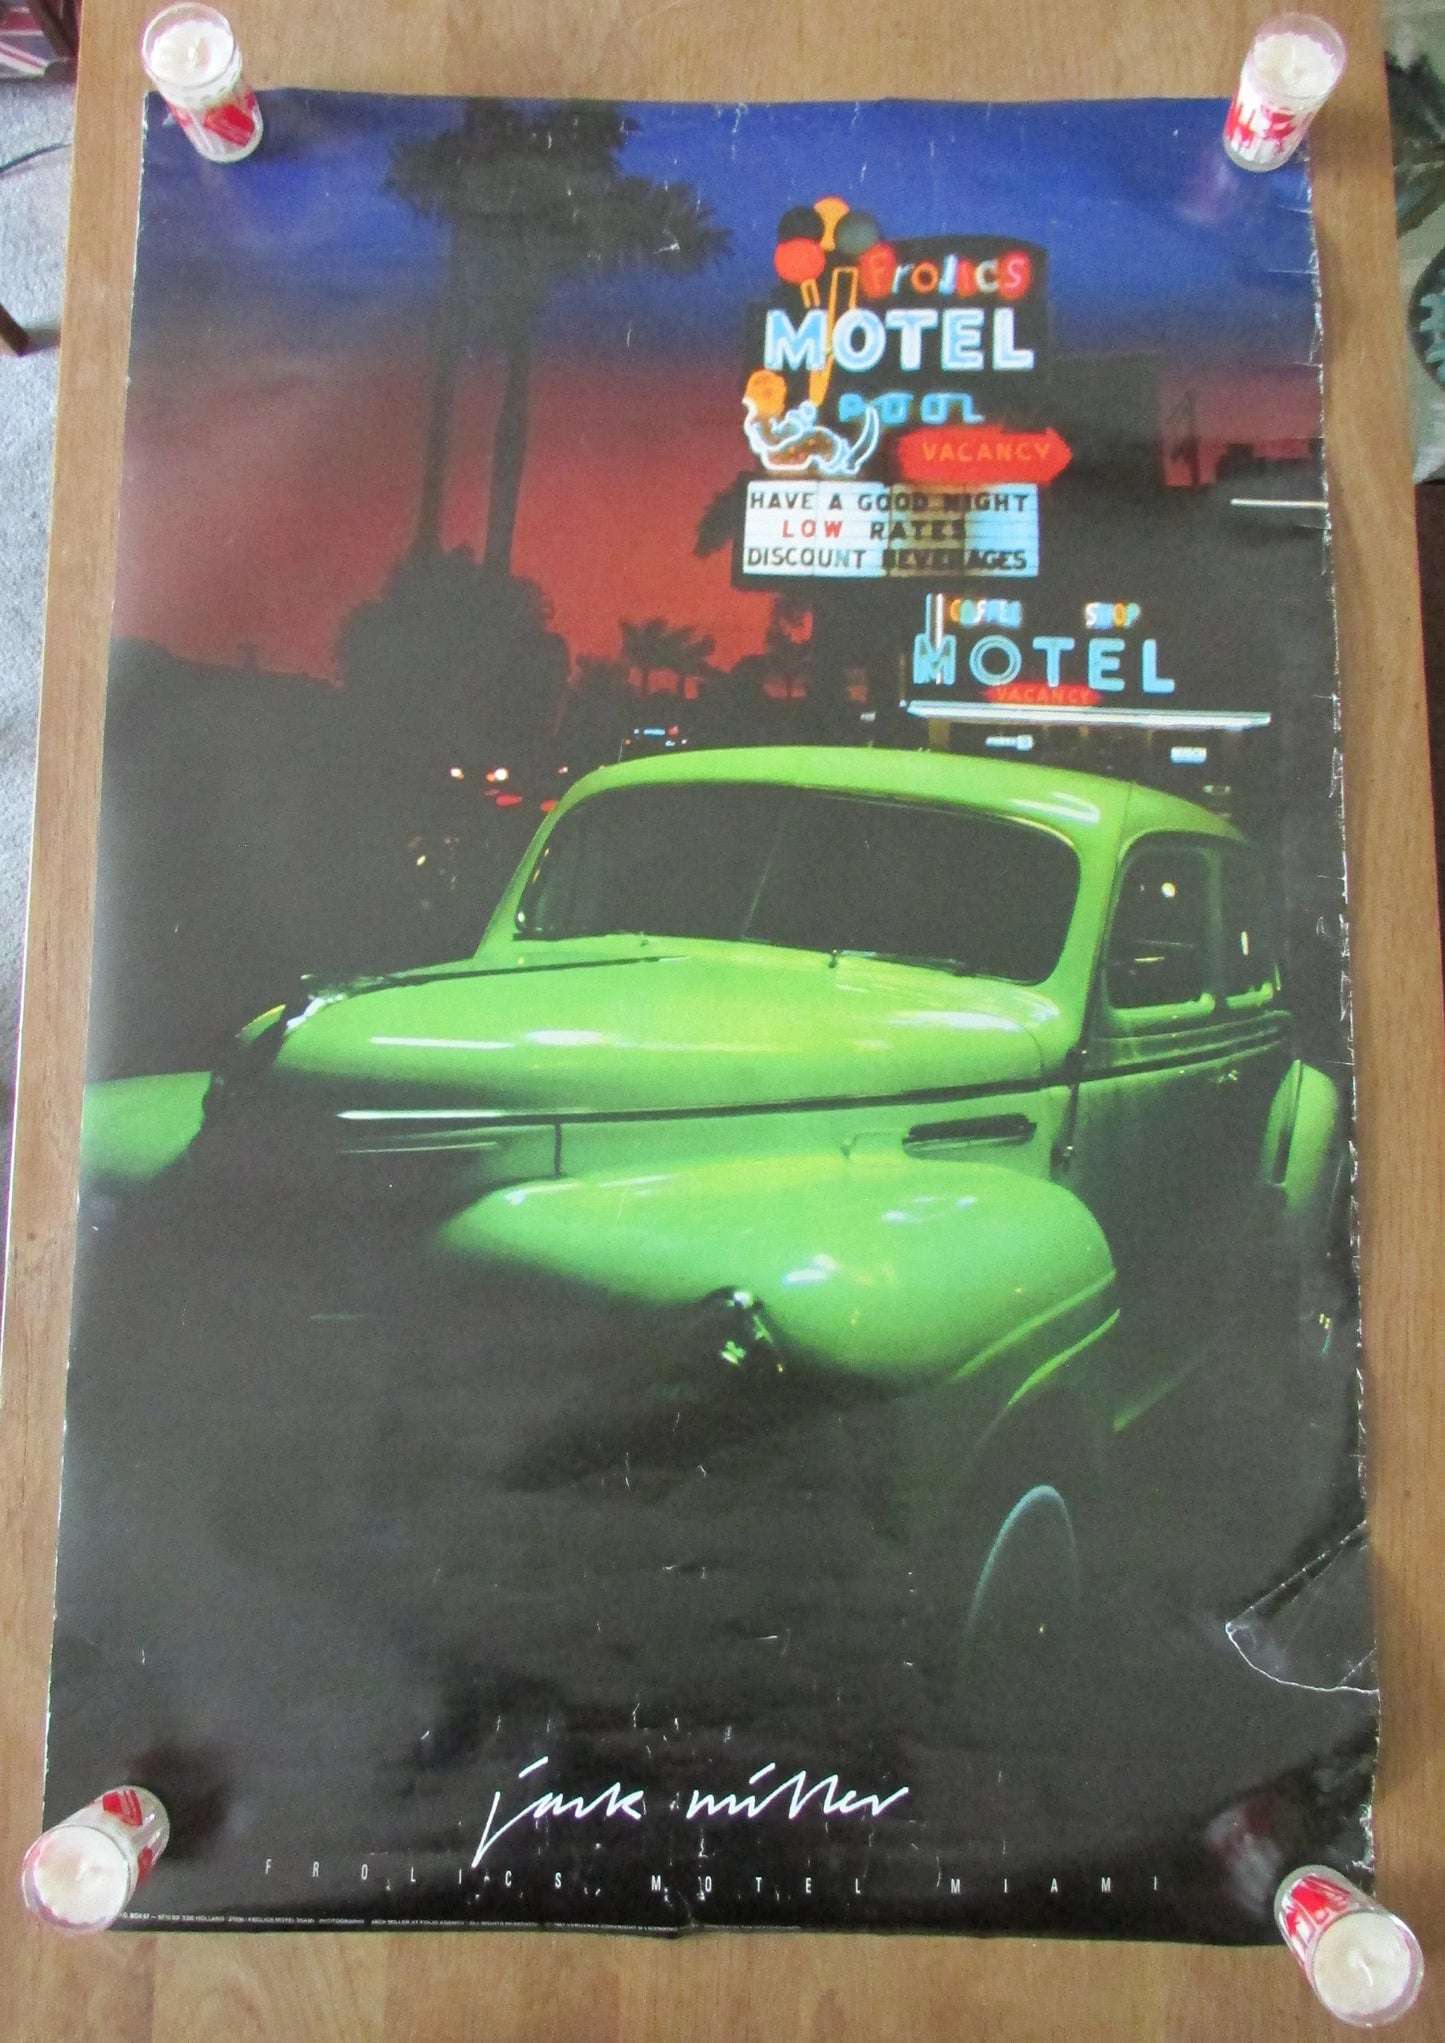 Frolics
MOTEL
POOL
VACANCY
HAVE A GOOD NIGHT
LOW RATES
DISCOUNT BEVERAGES
COFFEE SHOP
MOTEL
VACANCY
jack miller
FROLICS MOTEL MIAMI